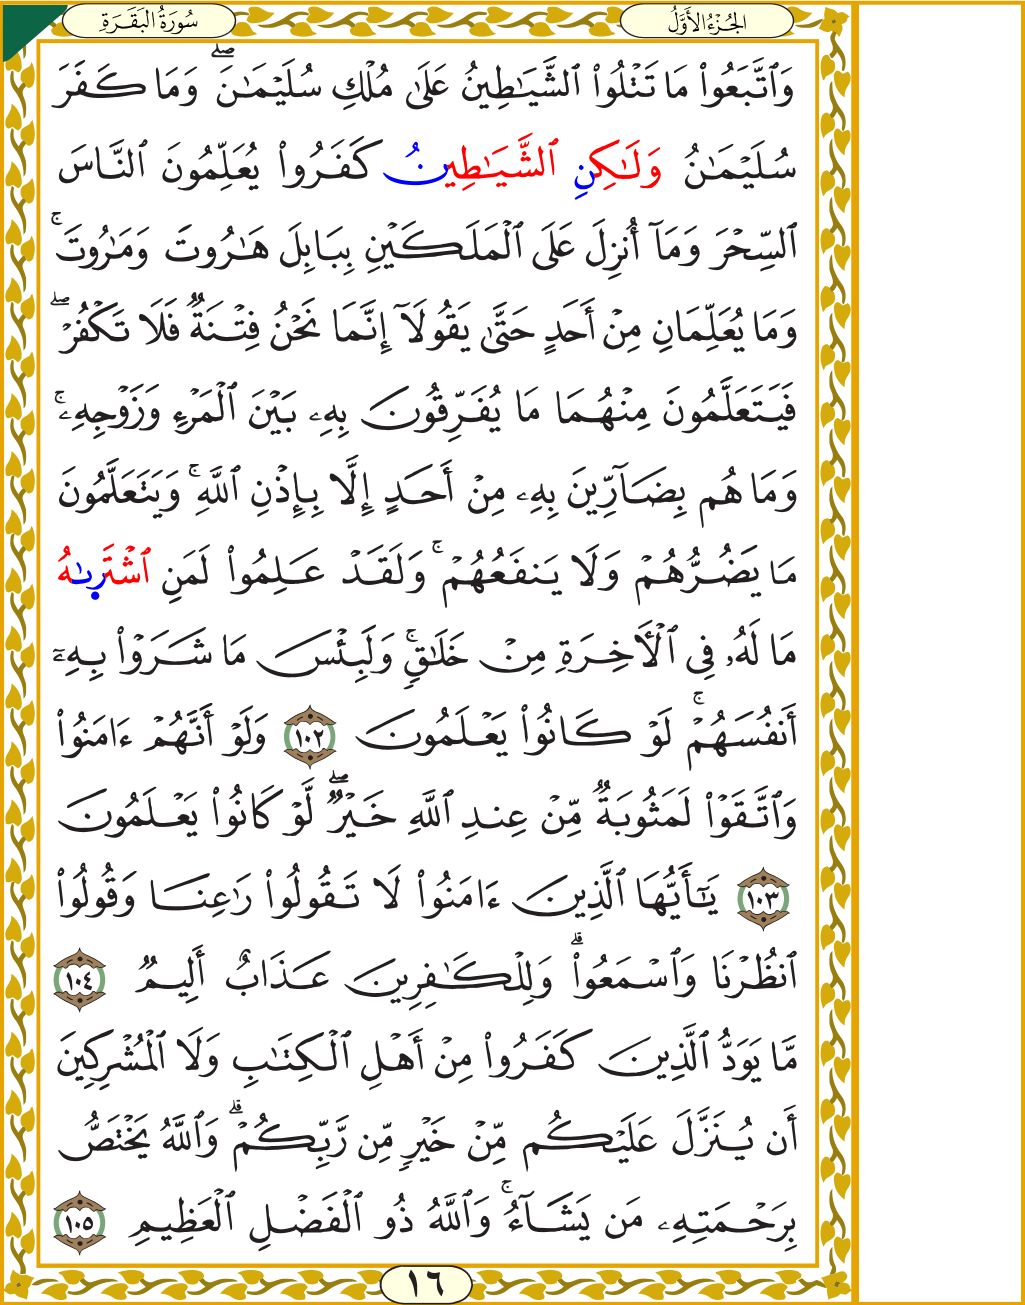 سُورَةُ الْبَقَرَةِ
الجُزْءُ الأَوَّلُ
وَٱتَّبَعُوا۟ مَا تَتْلُوا۟ ٱلشَّيَـٰطِينُ عَلَىٰ مُلْكِ سُلَيْمَـٰنَۖ وَمَا كَفَرَ
سُلَيْمَـٰنُ وَلَـٰكِنِ ٱلشَّيَـٰطِينُ كَفَرُوا۟ يُعَلِّمُونَ ٱلنَّاسَ
ٱلسِّحْرَ وَمَآ أُنزِلَ عَلَى ٱلْمَلَكَيْنِ بِبَابِلَ هَـٰرُوتَ وَمَـٰرُوتَۚ
وَمَا يُعَلِّمَانِ مِنْ أَحَدٍ حَتَّىٰ يَقُولَآ إِنَّمَا نَحْنُ فِتْنَةٌ فَلَا تَكْفُرْۖ
فَيَتَعَلَّمُونَ مِنْهُمَا مَا يُفَرِّقُونَ بِهِۦ بَيْنَ ٱلْمَرْءِ وَزَوْجِهِۦۚ
وَمَا هُم بِضَآرِّينَ بِهِۦ مِنْ أَحَدٍ إِلَّا بِإِذْنِ ٱللَّهِۚ وَيَتَعَلَّمُونَ
مَا يَضُرُّهُمْ وَلَا يَنفَعُهُمْۚ وَلَقَدْ عَلِمُوا۟ لَمَنِ ٱشْتَرَىٰهُ
مَا لَهُۥ فِى ٱلْـَٔاخِرَةِ مِنْ خَلَـٰقٍۚ وَلَبِئْسَ مَا شَرَوْا۟ بِهِۦٓ
أَنفُسَهُمْۚ لَوْ كَانُوا۟ يَعْلَمُونَ ١٠٢ وَلَوْ أَنَّهُمْ ءَامَنُوا۟
وَٱتَّقَوْا۟ لَمَثُوبَةٌ مِّنْ عِندِ ٱللَّهِ خَيْرٌۖ لَّوْ كَانُوا۟ يَعْلَمُونَ
١٠٣ يَـٰٓأَيُّهَا ٱلَّذِينَ ءَامَنُوا۟ لَا تَقُولُوا۟ رَٰعِنَا وَقُولُوا۟
ٱنظُرْنَا وَٱسْمَعُوا۟ۗ وَلِلْكَـٰفِرِينَ عَذَابٌ أَلِيمٌ ١٠٤
مَّا يَوَدُّ ٱلَّذِينَ كَفَرُوا۟ مِنْ أَهْلِ ٱلْكِتَـٰبِ وَلَا ٱلْمُشْرِكِينَ
أَن يُنَزَّلَ عَلَيْكُم مِّنْ خَيْرٍ مِّن رَّبِّكُمْۗ وَٱللَّهُ يَخْتَصُّ
بِرَحْمَتِهِۦ مَن يَشَآءُۚ وَٱللَّهُ ذُو ٱلْفَضْلِ ٱلْعَظِيمِ ١٠٥
١٦